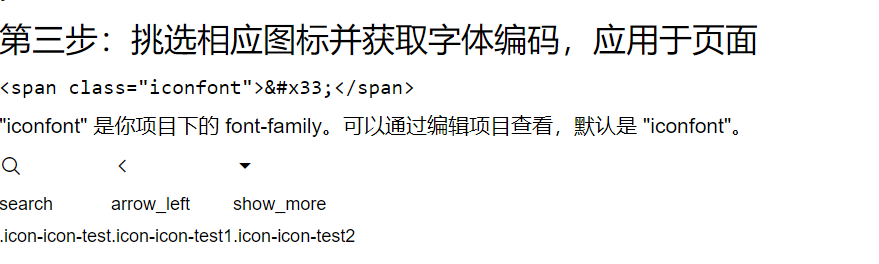 第三步：挑选相应图标并获取字体编码，应用于页面
<span class="iconfont">&#x33;</span>
"iconfont" 是你项目下的 font-family。可以通过编辑项目查看，默认是 "iconfont"。
search arrow_left show_more
.icon-icon-test.icon-icon-test1.icon-icon-test2